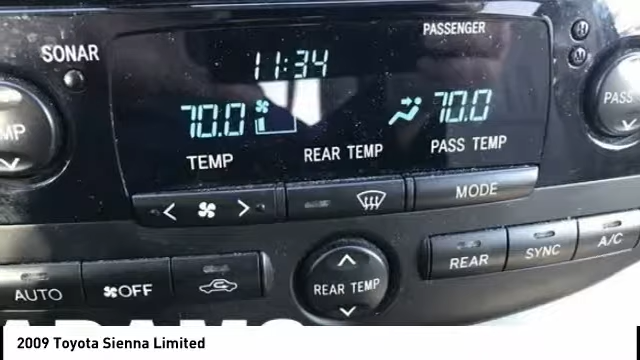 PASSENGER
SONAR
11:34
70.0
70.0
TEMP
REAR TEMP
PASS TEMP
PASS
MODE
REAR
SYNC
A/C
AUTO
OFF
REAR TEMP
2009 Toyota Sienna Limited